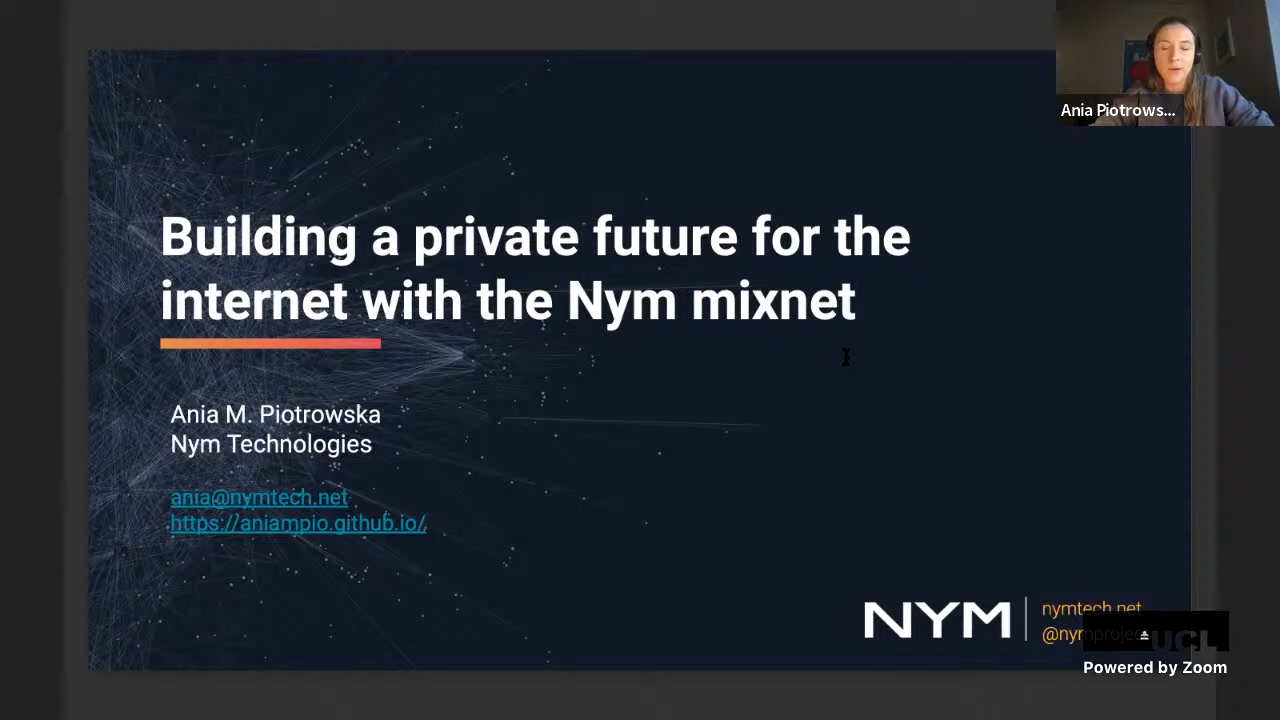 Ania Piotrows...
Building a private future for the
internet with the Nym mixnet
Ania M. Piotrowska
Nym Technologies
ania@nymtech.net
https://aniampio.github.io/
NYM
nymtech.net
UCL
Powered by Zoom